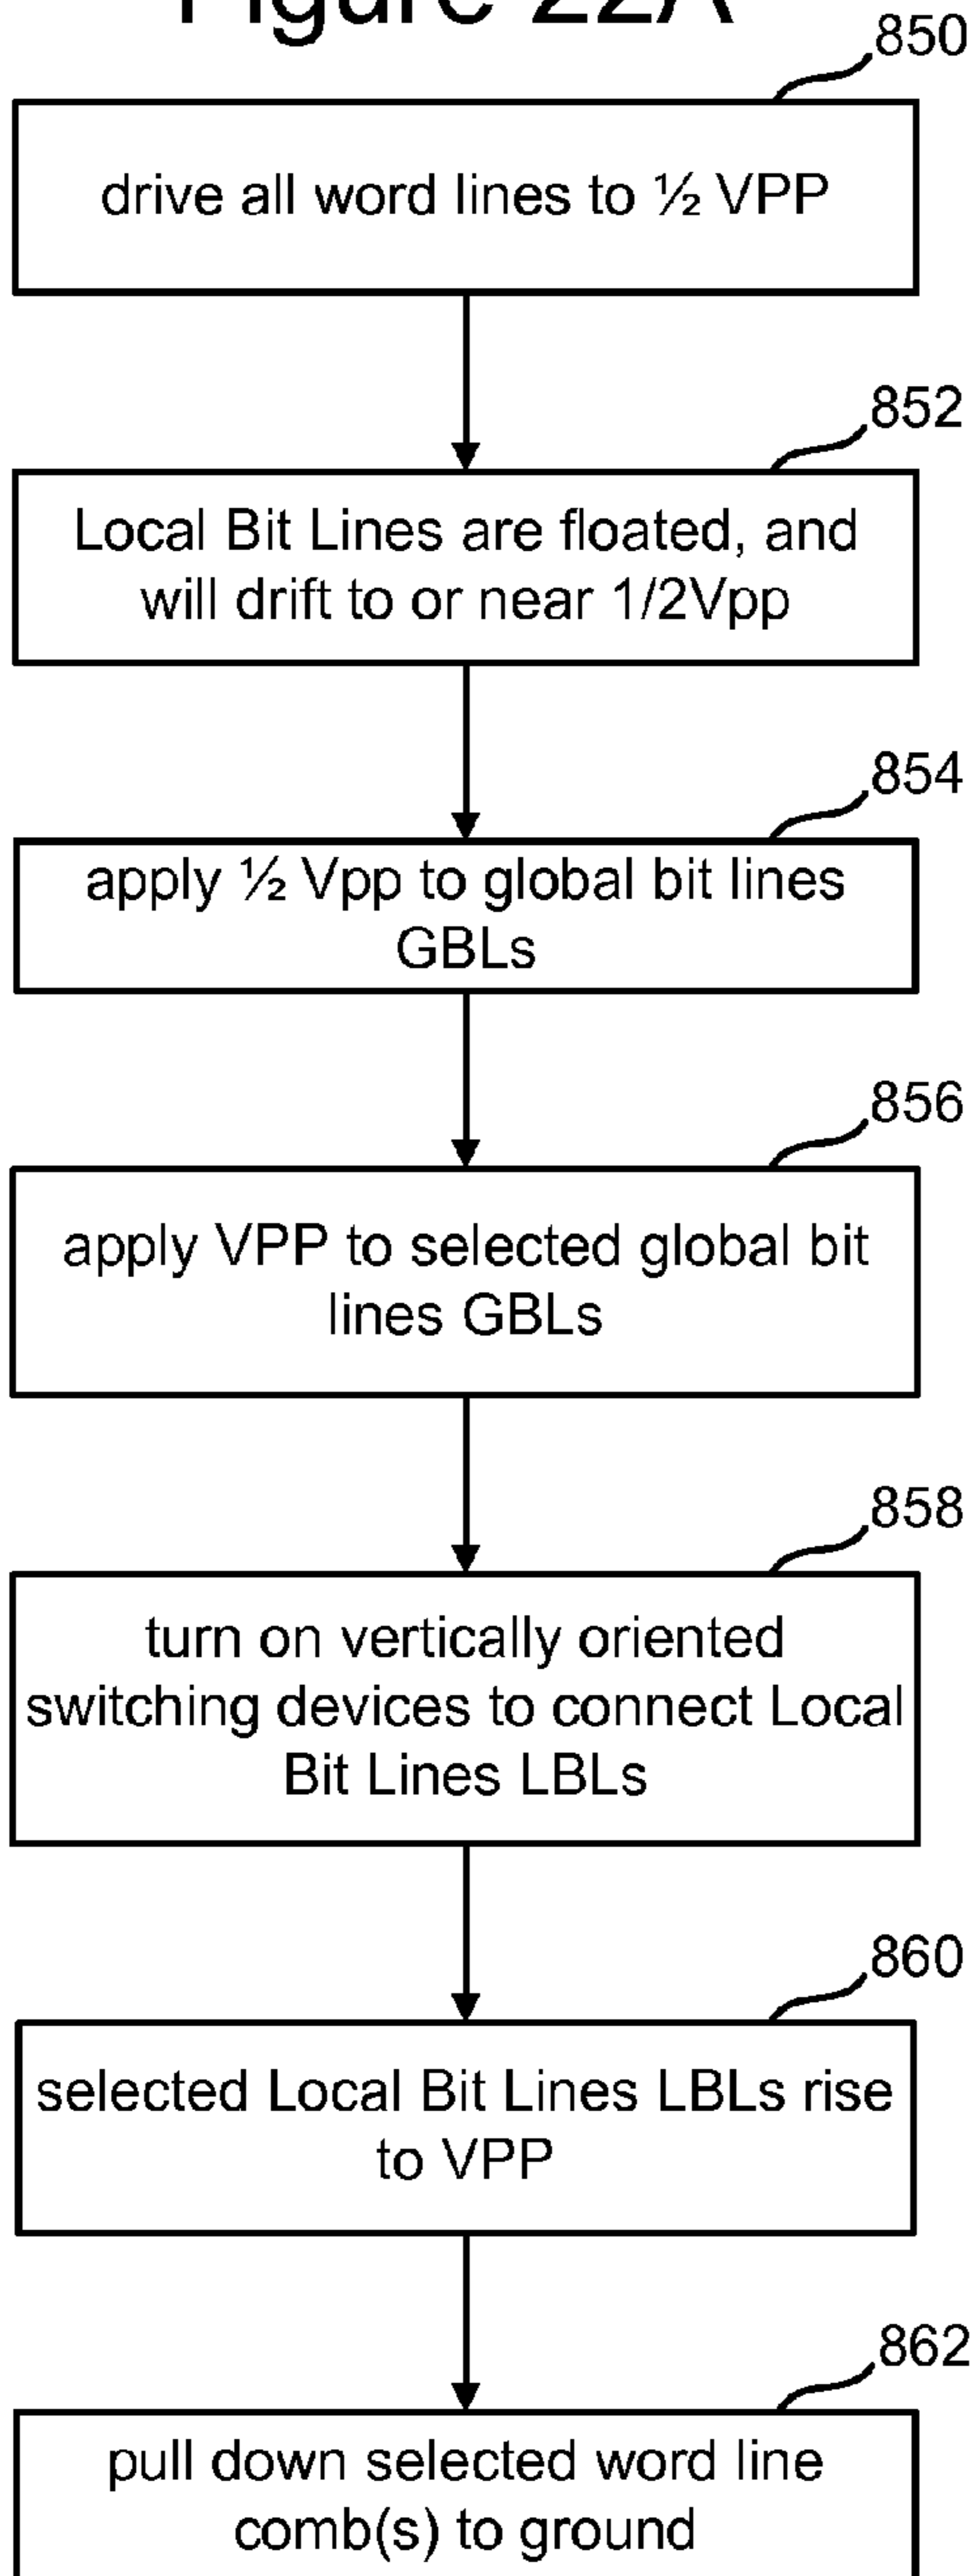 Figure 22A
850
drive all word lines to ½ VPP
852
Local Bit Lines are floated, and
will drift to or near 1/2Vpp
854
apply ½ Vpp to global bit lines
GBLs
856
apply VPP to selected global bit
lines GBLs
858
turn on vertically oriented
switching devices to connect Local
Bit Lines LBLs
860
selected Local Bit Lines LBLs rise
to VPP
862
pull down selected word line
comb(s) to ground